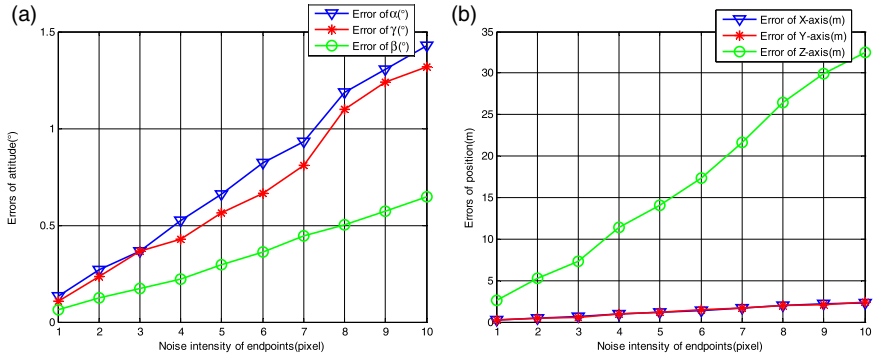 (a)
Error of α(°)
Error of γ(°)
Error of β(°)
1.5
1
0.5
0
Errors of attitude(°)
1 2 3 4 5 6 7 8 9 10
Noise intensity of endpoints(pixel)
(b)
Error of X-axis(m)
Error of Y-axis(m)
Error of Z-axis(m)
35
30
25
20
15
10
5
0
Errors of position(m)
1 2 3 4 5 6 7 8 9 10
Noise intensity of endpoints(pixel)